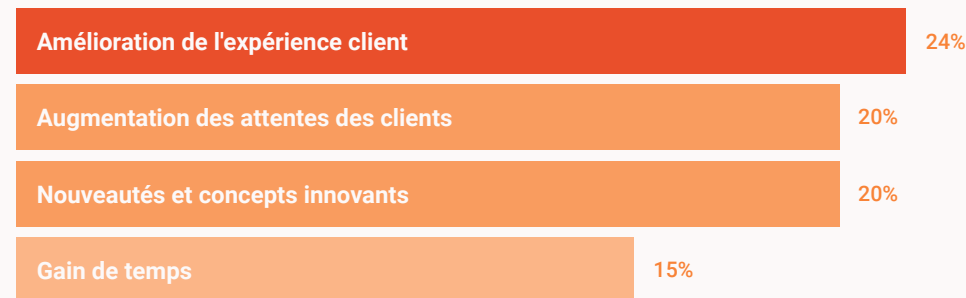 Amélioration de l'expérience client 24%
Augmentation des attentes des clients 20%
Nouveautés et concepts innovants 20%
Gain de temps 15%